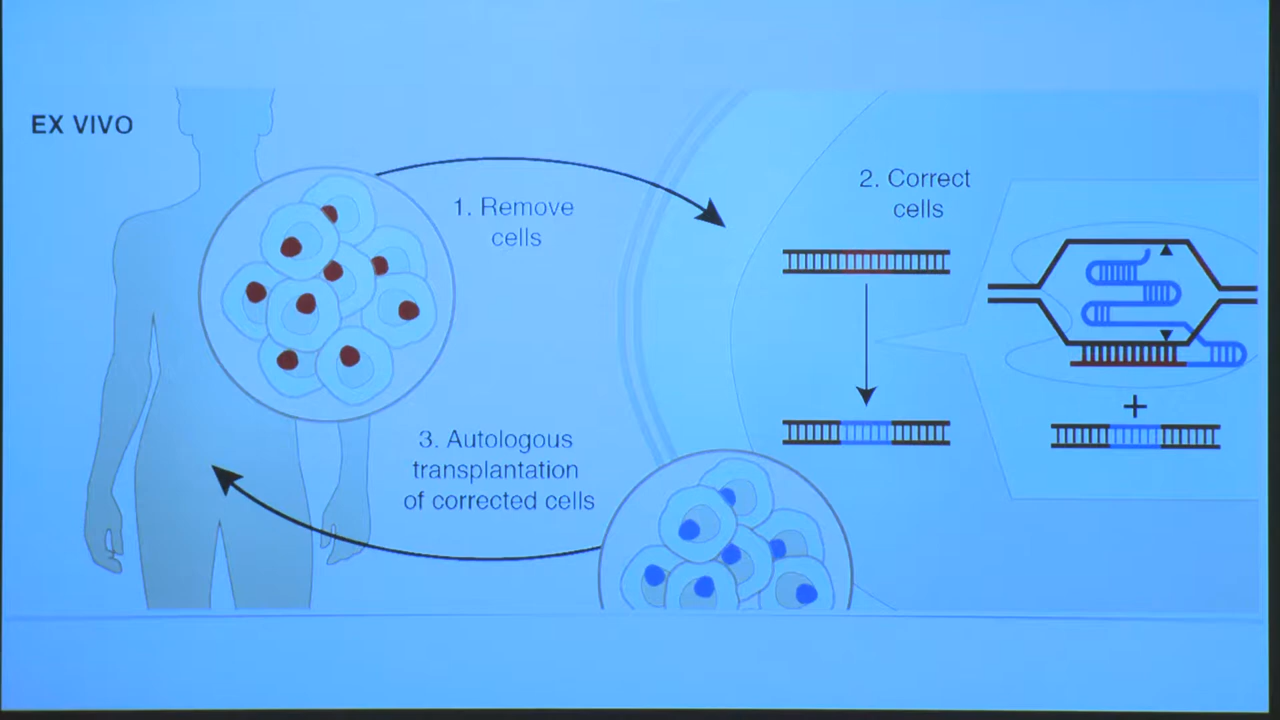 EX VIVO
1. Remove
cells
2. Correct
cells
+
3. Autologous
transplantation
of corrected cells